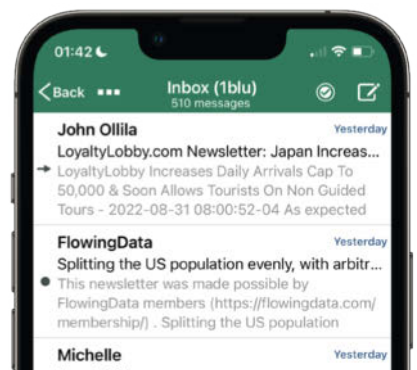 01:42
Back
Inbox (1blu)
510 messages
John Ollila
Yesterday
LoyaltyLobby.com Newsletter: Japan Increas...
LoyaltyLobby Increases Daily Arrivals Cap To
50,000 & Soon Allows Tourists On Non Guided
Tours - 2022-08-31 08:00:52-04 As expected
FlowingData
Yesterday
Splitting the US population evenly, with arbitr...
This newsletter was made possible by
FlowingData members (https://flowingdata.com/
membership/) . Splitting the US population
Michelle
Yesterday